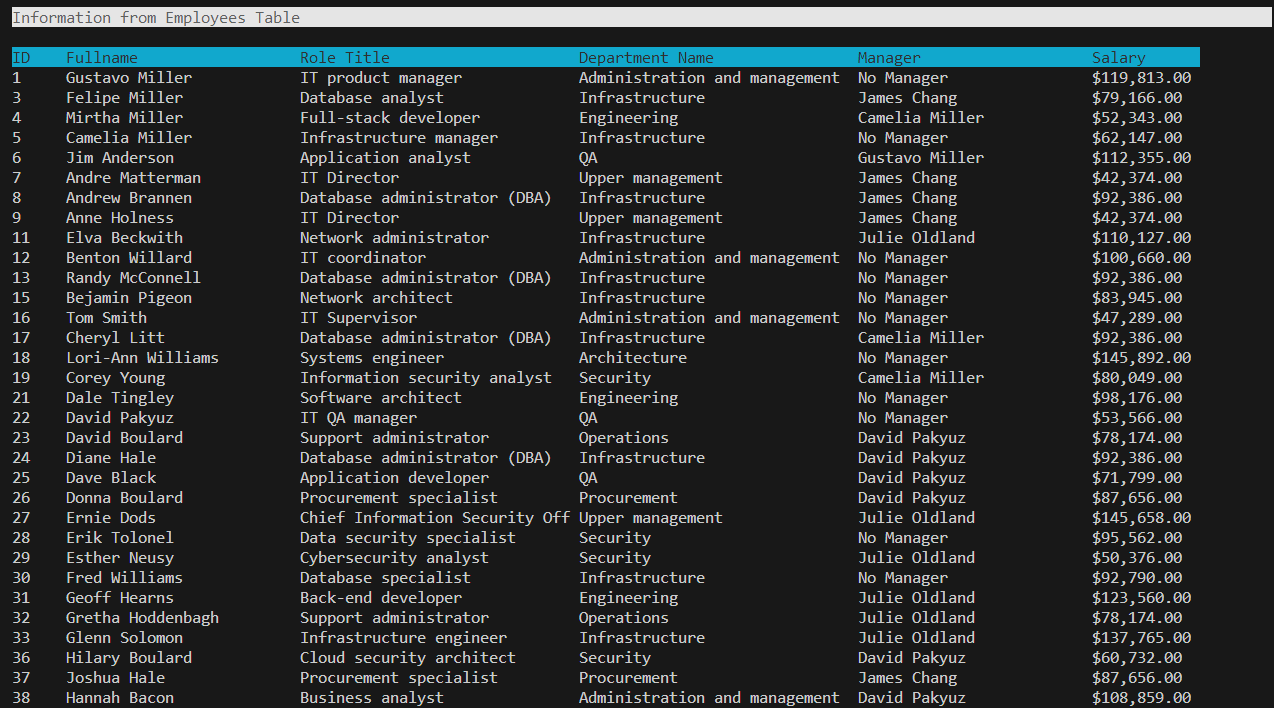 Information from Employees Table
ID Fullname Role Title Department Name Manager Salary
1 Gustavo Miller IT product manager Administration and management No Manager $119,813.00
3 Felipe Miller Database analyst Infrastructure James Chang $79,166.00
4 Mirtha Miller Full-stack developer Engineering Camelia Miller $52,343.00
5 Camelia Miller Infrastructure manager Infrastructure No Manager $62,147.00
6 Jim Anderson Application analyst QA Gustavo Miller $112,355.00
7 Andre Matterman IT Director Upper management James Chang $42,374.00
8 Andrew Brannen Database administrator (DBA) Infrastructure James Chang $92,386.00
9 Anne Holness IT Director Upper management James Chang $42,374.00
11 Elva Beckwith Network administrator Infrastructure Julie Oldland $110,127.00
12 Benton Willard IT coordinator Administration and management No Manager $100,660.00
13 Randy McConnell Database administrator (DBA) Infrastructure No Manager $92,386.00
15 Bejamin Pigeon Network architect Infrastructure No Manager $83,945.00
16 Tom Smith IT Supervisor Administration and management No Manager $47,289.00
17 Cheryl Litt Database administrator (DBA) Infrastructure Camelia Miller $92,386.00
18 Lori-Ann Williams Systems engineer Architecture No Manager $145,892.00
19 Corey Young Information security analyst Security Camelia Miller $80,049.00
21 Dale Tingley Software architect Engineering No Manager $98,176.00
22 David Pakyuz IT QA manager QA No Manager $53,566.00
23 David Boulard Support administrator Operations David Pakyuz $78,174.00
24 Diane Hale Database administrator (DBA) Infrastructure David Pakyuz $92,386.00
25 Dave Black Application developer QA David Pakyuz $71,799.00
26 Donna Boulard Procurement specialist Procurement David Pakyuz $87,656.00
27 Ernie Dods Chief Information Security Off Upper management Julie Oldland $145,658.00
28 Erik Tolonel Data security specialist Security No Manager $95,562.00
29 Esther Neusy Cybersecurity analyst Security Julie Oldland $50,376.00
30 Fred Williams Database specialist Infrastructure No Manager $92,790.00
31 Geoff Hearns Back-end developer Engineering Julie Oldland $123,560.00
32 Gretha Hoddenbagh Support administrator Operations Julie Oldland $78,174.00
33 Glenn Solomon Infrastructure engineer Infrastructure Julie Oldland $137,765.00
36 Hilary Boulard Cloud security architect Security David Pakyuz $60,732.00
37 Joshua Hale Procurement specialist Procurement James Chang $87,656.00
38 Hannah Bacon Business analyst Administration and management David Pakyuz $108,859.00